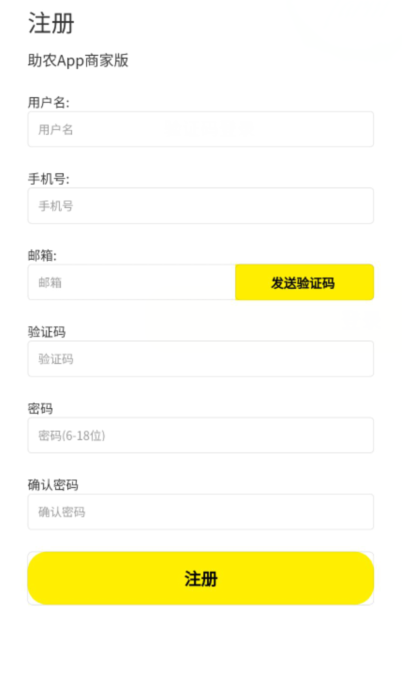 注册
助农App商家版
用户名:
用户名
手机号:
手机号
邮箱:
邮箱
发送验证码
验证码
验证码
密码
密码(6-18位)
确认密码
确认密码
注册